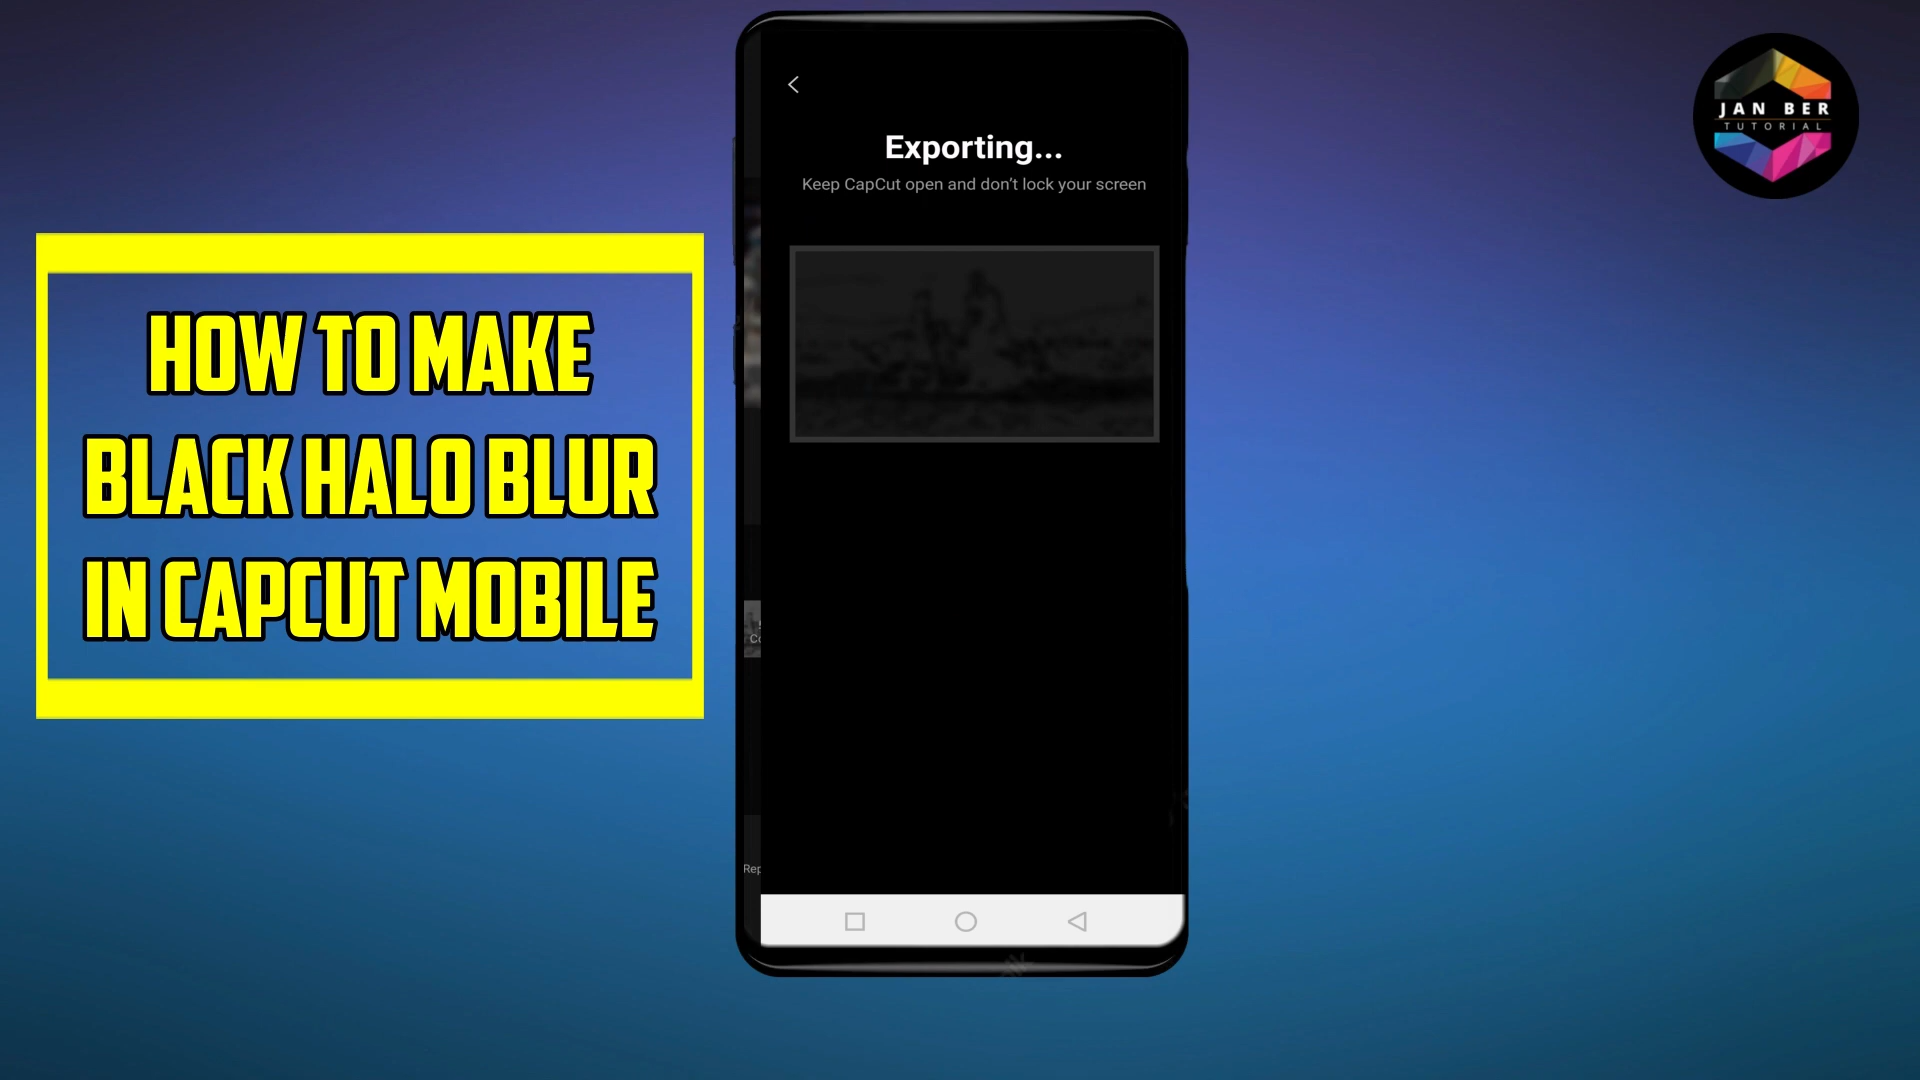 HOW TO MAKE
BLACK HALO BLUR
IN CAPCUT MOBILE
Exporting...
Keep CapCut open and don't lock your screen
JAN BER
TUTORIAL